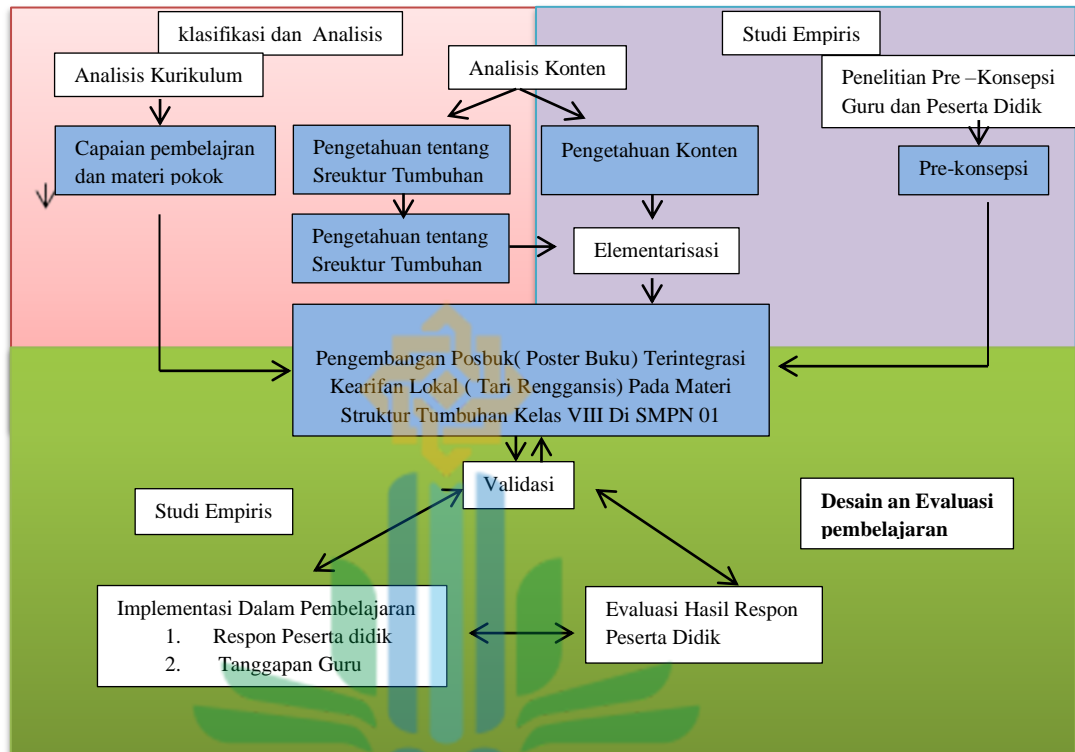 klasifikasi dan Analisis
Studi Empiris
Analisis Kurikulum
Analisis Konten
Penelitian Pre –Konsepsi
Guru dan Peserta Didik
Capaian pembelajran
dan materi pokok
Pengetahuan tentang
Sreuktur Tumbuhan
Pengetahuan Konten
Pre-konsepsi
Pengetahuan tentang
Sreuktur Tumbuhan
Elementarisasi
Pengembangan Posbuk( Poster Buku) Terintegrasi
Kearifan Lokal ( Tari Renggansis) Pada Materi
Struktur Tumbuhan Kelas VIII Di SMPN 01
Validasi
Studi Empiris
Desain an Evaluasi
pembelajaran
Implementasi Dalam Pembelajaran
1. Respon Peserta didik
2. Tanggapan Guru
Evaluasi Hasil Respon
Peserta Didik